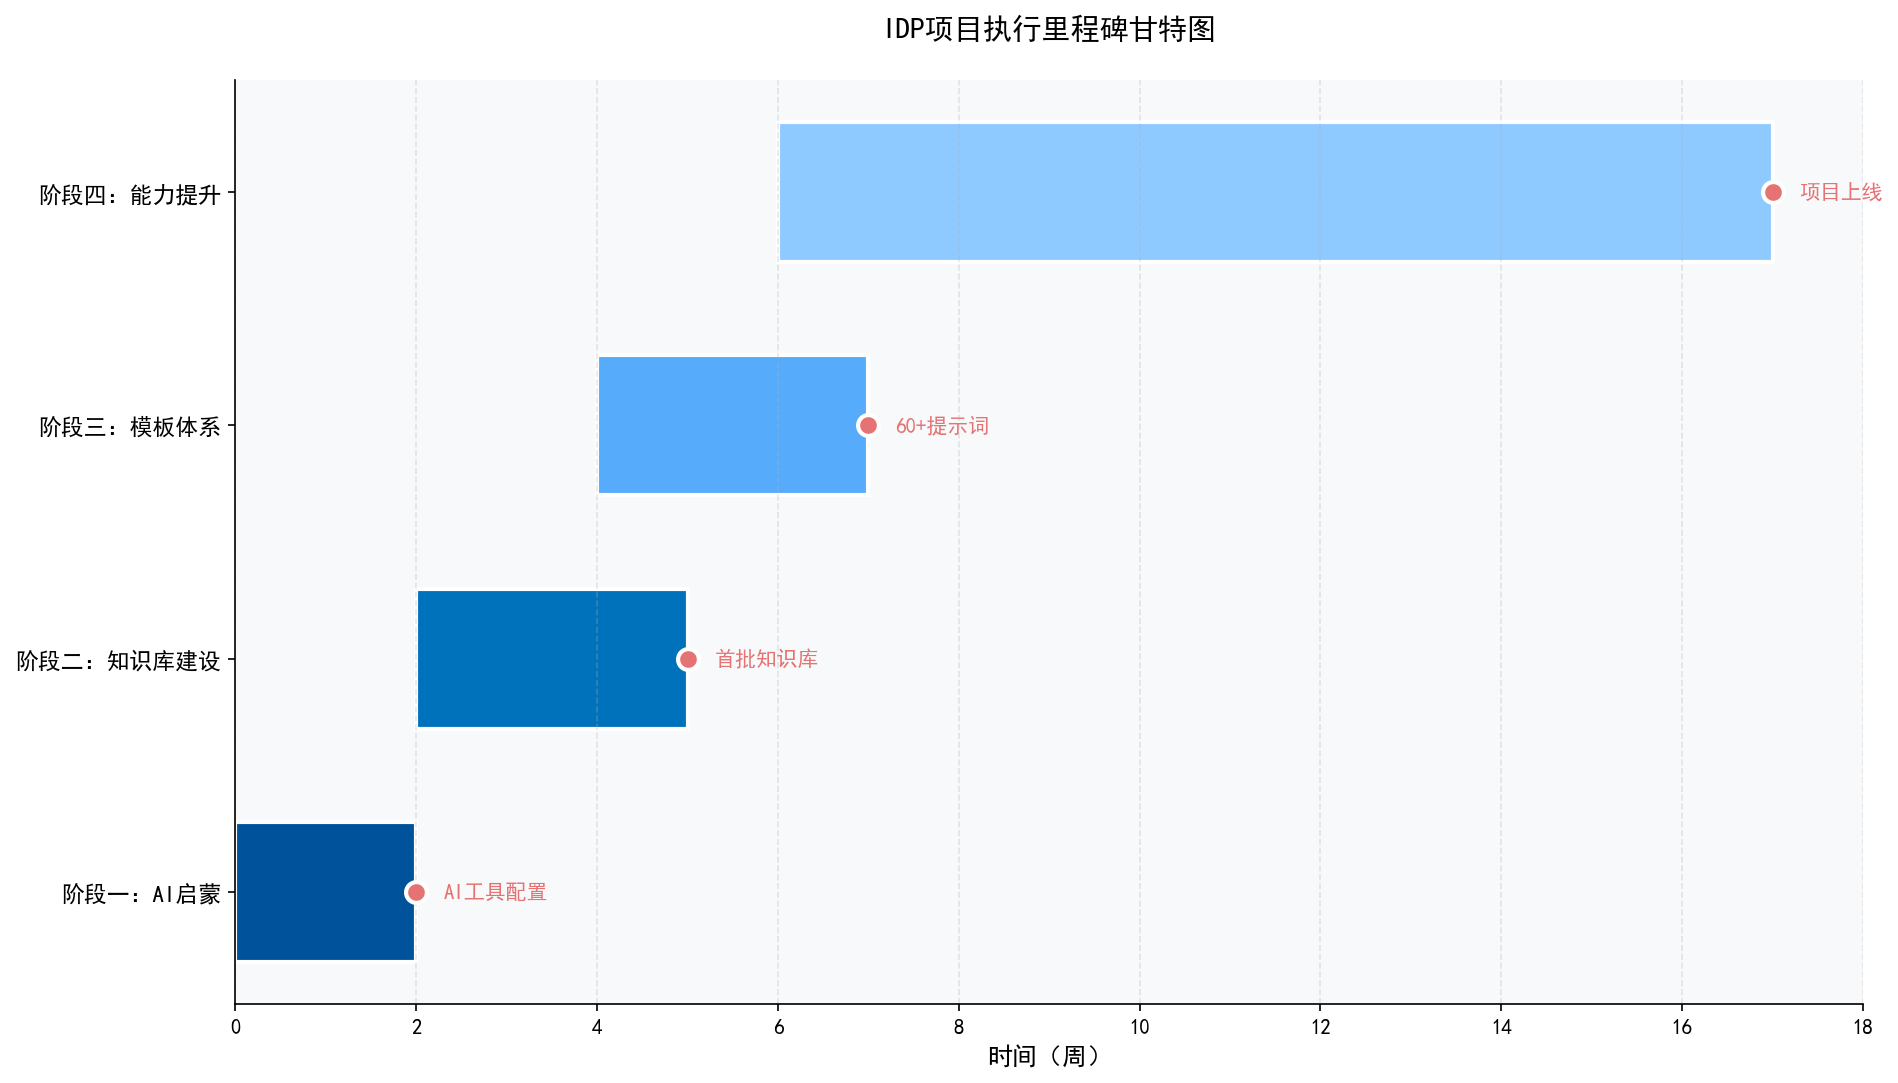 IDP项目执行里程碑甘特图
阶段四：能力提升
项目上线
阶段三：模板体系
60+提示词
阶段二：知识库建设
首批知识库
阶段一：AI启蒙
AI工具配置
0 2 4 6 8 10 12 14 16 18
时间（周）